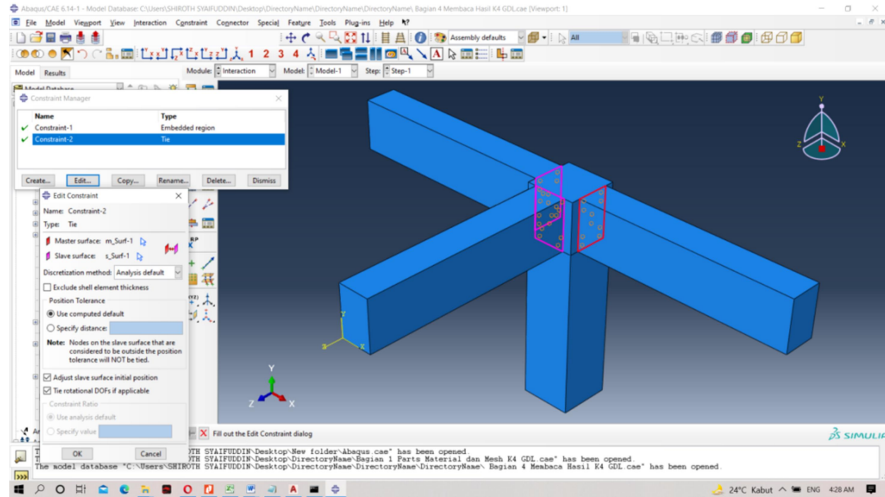 Abaqus/CAE 6.14-1 - Model Database: C:\Users\SHIROTH SYAIFUDDIN\Desktop\DirectoryName\DirectoryName\DirectoryName\ Bagian 4 Membaca Hasil K4 GDL.cae* [Viewport: 1]
File Model Viewport View Interaction Constraint Connector Special Feature Tools Plug-ins Help
1 2 3 4 A Assembly defaults All
Model Results Module: Interaction Model: Model-1 Step: Step-1
Model Database
Constraint Manager
Name Type
Constraint-1 Embedded region
Constraint-2 Tie
Create... Edit... Copy... Rename... Delete... Dismiss
Edit Constraint
Name: Constraint-2
Type: Tie
Master surface: m_Surf-1
Slave surface: s_Surf-1
Discretization method: Analysis default
Exclude shell element thickness
Position Tolerance
Use computed default
Specify distance:
Note: Nodes on the slave surface that are
considered to be outside the position
tolerance will NOT be tied.
Adjust slave surface initial position
Tie rotational DOFs if applicable
Constraint Ratio
Use analysis default
Specify value
OK Cancel
Y
Z X
Y
Z X
Fill out the Edit Constraint dialog
SIMULIA
SYAIFUDDIN\Desktop\New folder\Abaqus.cae" has been opened.
SYAIFUDDIN\Desktop\DirectoryName\Bagian 1 Parts Material dan Mesh K4 GDL.cae" has been opened.
The model database "C:\Users\SHIROTH SYAIFUDDIN\Desktop\DirectoryName\DirectoryName\DirectoryName\ Bagian 4 Membaca Hasil K4 GDL.cae" has been opened.
24°C Kabut ENG 4:28 AM